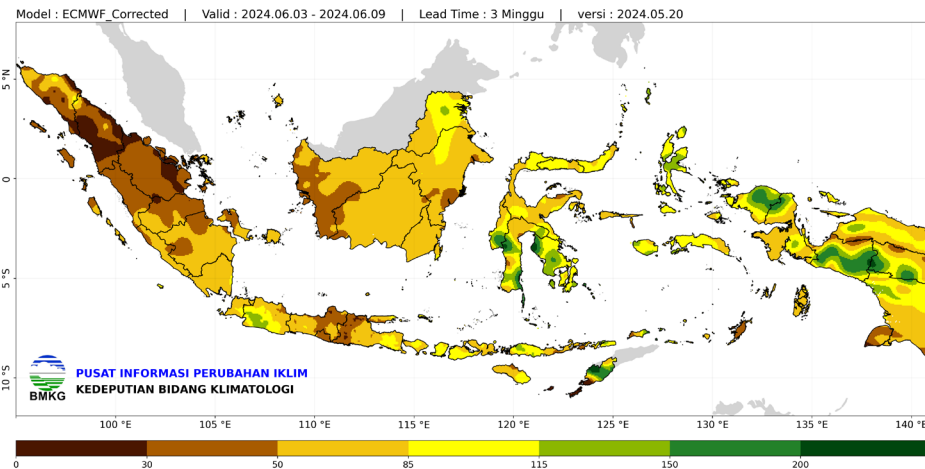 Model : ECMWF_Corrected | Valid : 2024.06.03 - 2024.06.09 | Lead Time : 3 Minggu | versi : 2024.05.20
5 °N
0
5 °S
10 °S
BMKG
PUSAT INFORMASI PERUBAHAN IKLIM
KEDEPUTIAN BIDANG KLIMATOLOGI
100 °E 105 °E 110 °E 115 °E 120 °E 125 °E 130 °E 135 °E 140 °E
0 30 50 85 115 150 200